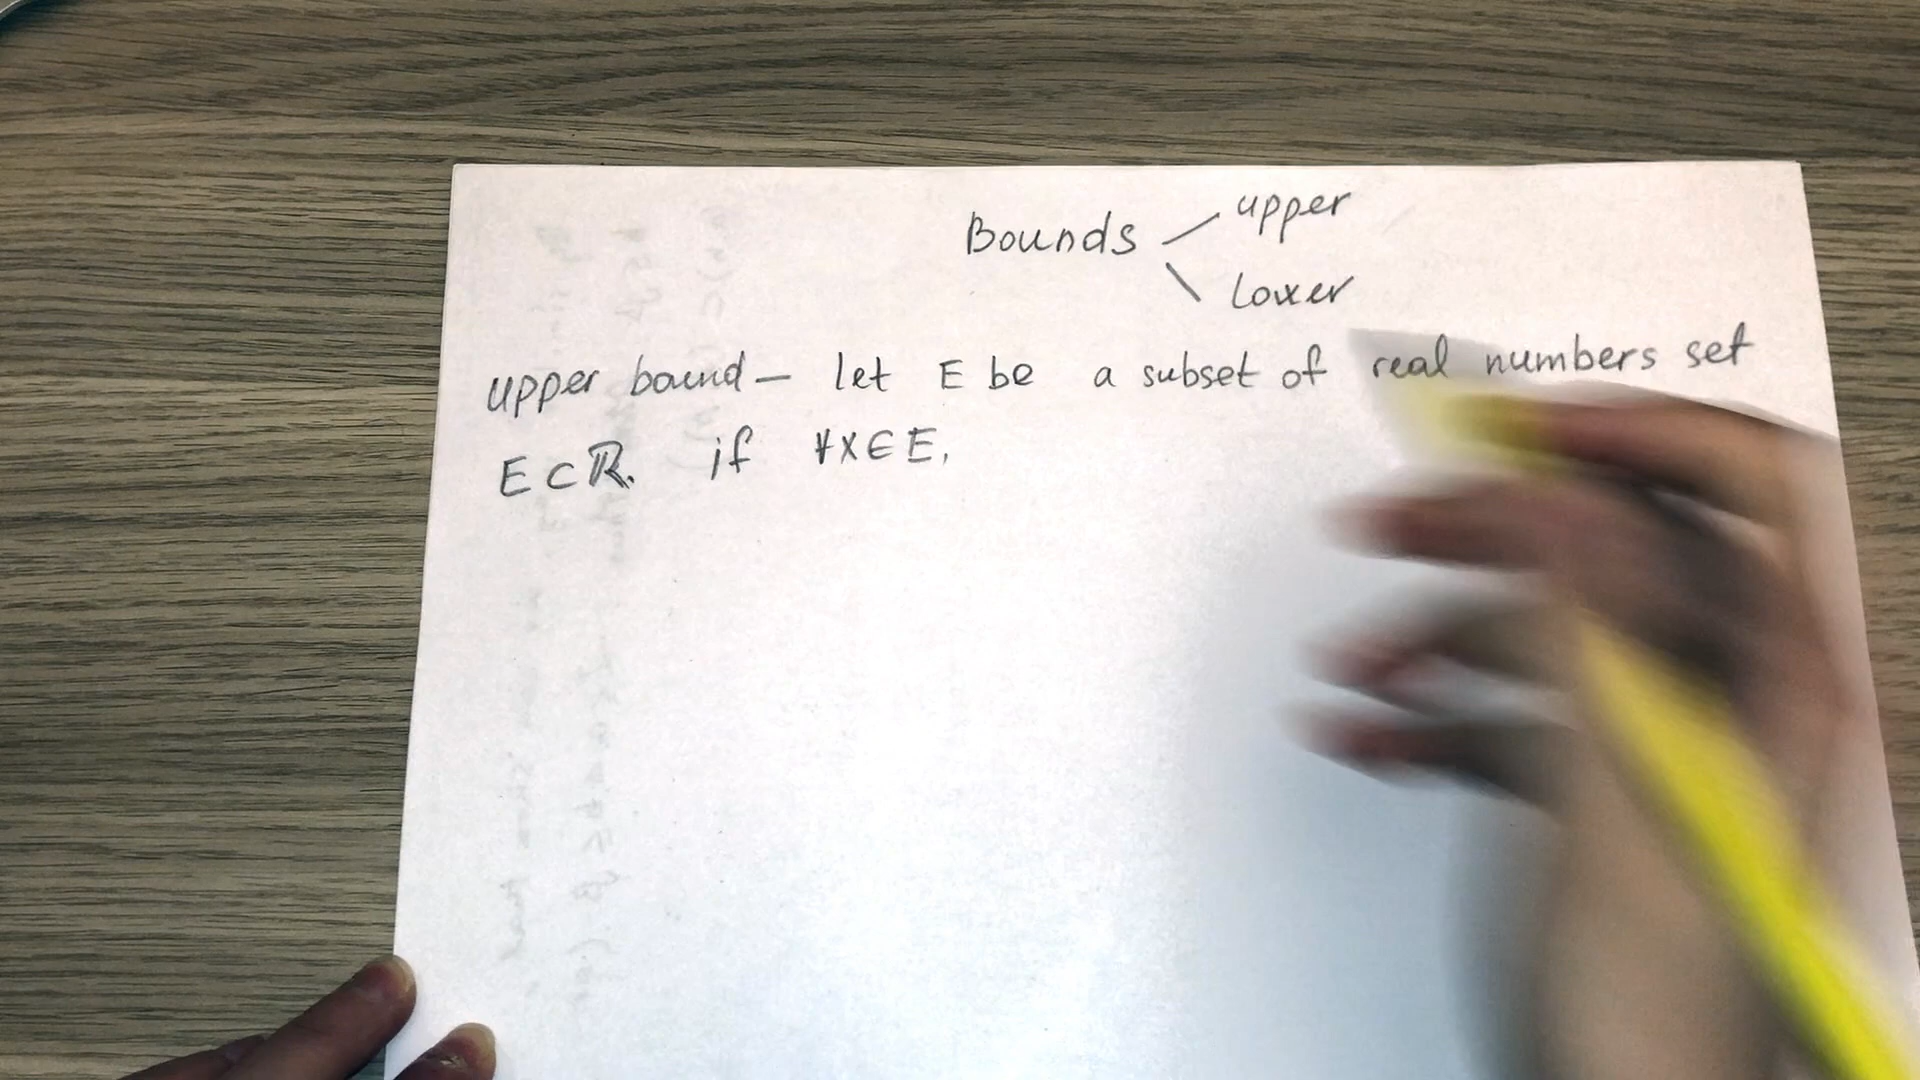 Bounds upper
lower
upper bound — let E be a subset of real numbers set
E⊂ℝ. if ∀x∈E,